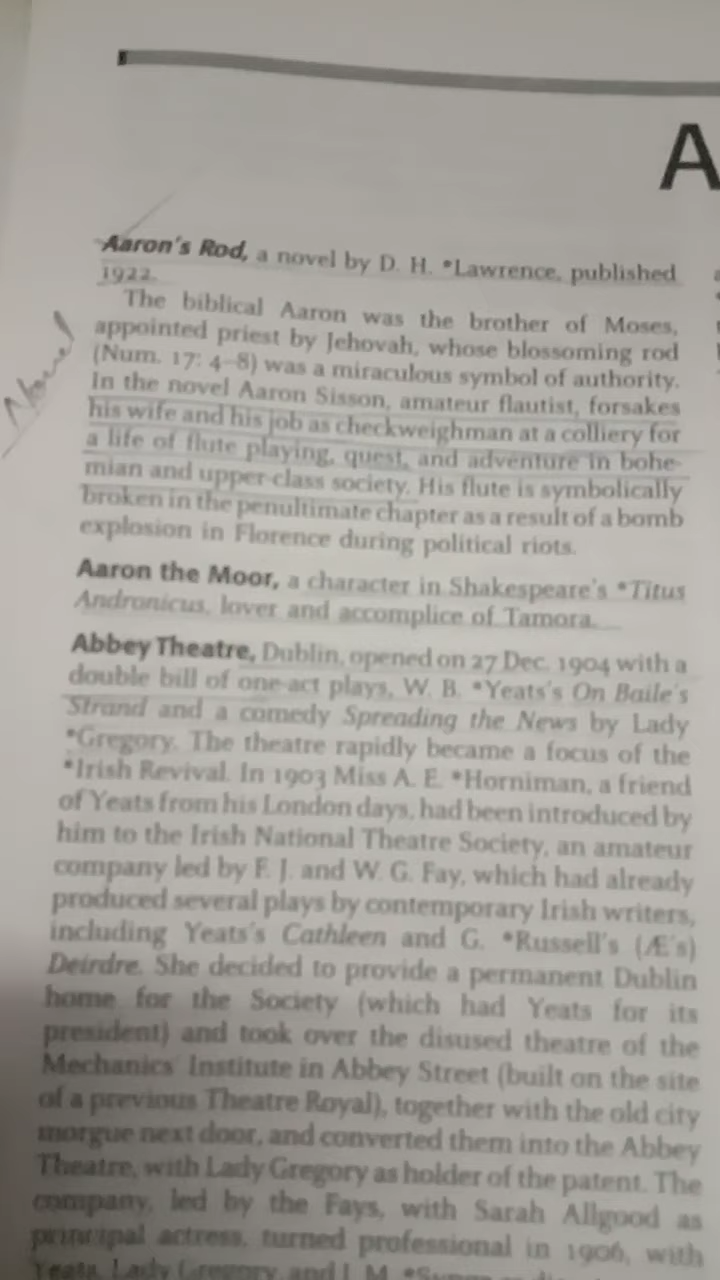 A
Aaron's Rod, a novel by D. H. *Lawrence, published
1922.
The biblical Aaron was the brother of Moses,
appointed priest by Jehovah, whose blossoming rod
(Num. 17: 4–8) was a miraculous symbol of authority.
In the novel Aaron Sisson, amateur flautist, forsakes
his wife and his job as checkweighman at a colliery for
a life of flute playing, quest, and adventure in bohe-
mian and upper-class society. His flute is symbolically
broken in the penultimate chapter as a result of a bomb
explosion in Florence during political riots.
Novel
Aaron the Moor, a character in Shakespeare's *Titus
Andronicus, lover and accomplice of Tamora.
Abbey Theatre, Dublin, opened on 27 Dec. 1904 with a
double bill of one-act plays, W. B. *Yeats's On Baile's
Strand and a comedy Spreading the News by Lady
*Gregory. The theatre rapidly became a focus of the
*Irish Revival. In 1903 Miss A. E. *Horniman, a friend
of Yeats from his London days, had been introduced by
him to the Irish National Theatre Society, an amateur
company led by F. J. and W. G. Fay, which had already
produced several plays by contemporary Irish writers,
including Yeats's Cathleen and G. *Russell's (Æ's)
Deirdre. She decided to provide a permanent Dublin
home for the Society (which had Yeats for its
president) and took over the disused theatre of the
Mechanics' Institute in Abbey Street (built on the site
of a previous Theatre Royal), together with the old city
morgue next door, and converted them into the Abbey
Theatre, with Lady Gregory as holder of the patent. The
company, led by the Fays, with Sarah Allgood as
principal actress, turned professional in 1906, with
Yeats, Lady Gregory, and J. M.